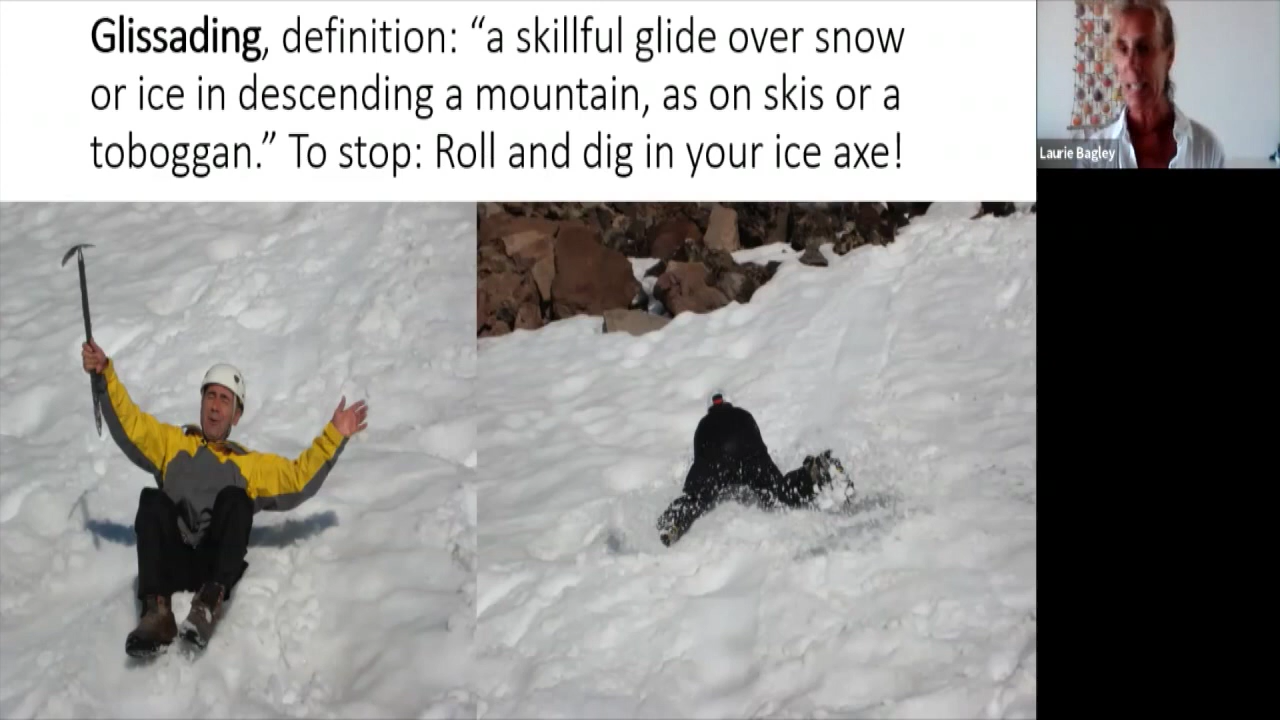 Glissading, definition: “a skillful glide over snow
or ice in descending a mountain, as on skis or a
toboggan.” To stop: Roll and dig in your ice axe!
Laurie Bagley